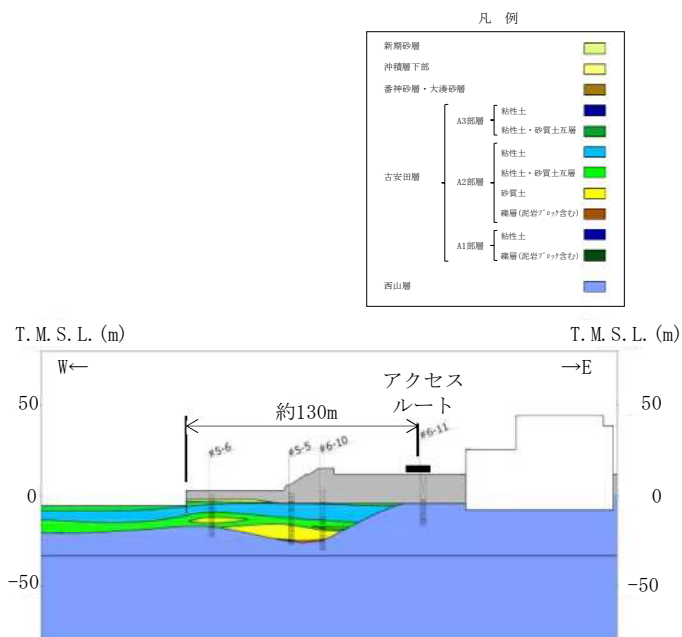 凡 例
新期砂層
沖積層下部
番神砂層・大湊砂層
古安田層
A3部層
粘性土
粘性土・砂質土互層
A2部層
粘性土
粘性土・砂質土互層
砂質土
礫層(泥岩ﾌﾞﾛｯｸ含む)
A1部層
粘性土
礫層(泥岩ﾌﾞﾛｯｸ含む)
西山層
T.M.S.L.(m)
T.M.S.L.(m)
W←
→E
アクセス
ルート
約130m
50
50
#5-6
#5-5
#6-10
#6-11
0
0
-50
-50